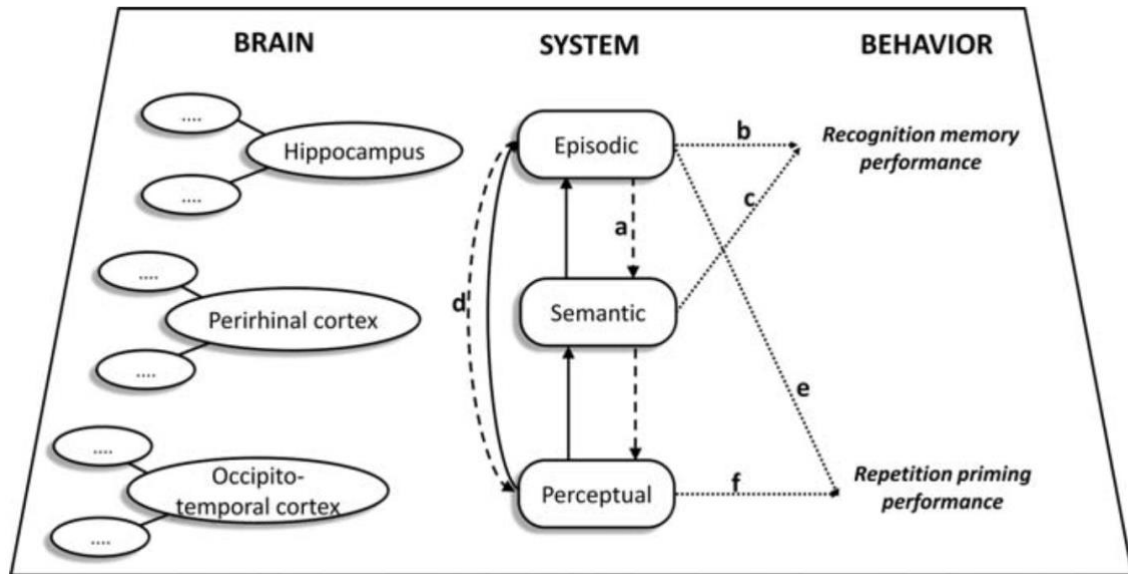 BRAIN SYSTEM BEHAVIOR
....
Hippocampus
....
Episodic
b
Recognition memory
performance
c
a
....
Perirhinal cortex
....
d
Semantic
e
....
Occipito-
temporal cortex
....
Perceptual
f
Repetition priming
performance